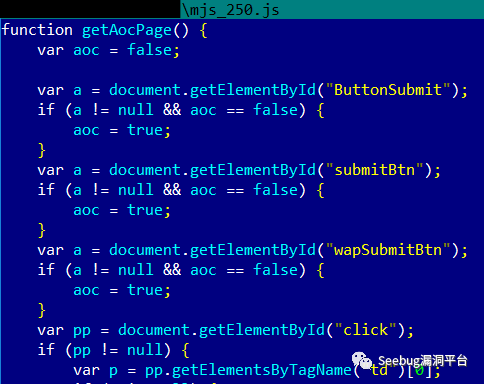 \mjs_250.js
function getAocPage() {
    var aoc = false;

    var a = document.getElementById("ButtonSubmit");
    if (a != null && aoc == false) {
        aoc = true;
    }
    var a = document.getElementById("submitBtn");
    if (a != null && aoc == false) {
        aoc = true;
    }
    var a = document.getElementById("wapSubmitBtn");
    if (a != null && aoc == false) {
        aoc = true;
    }
    var pp = document.getElementById("click");
    if (pp != null) {
        var p = pp.getElementsByTagName("td")[0];
Seebug漏洞平台